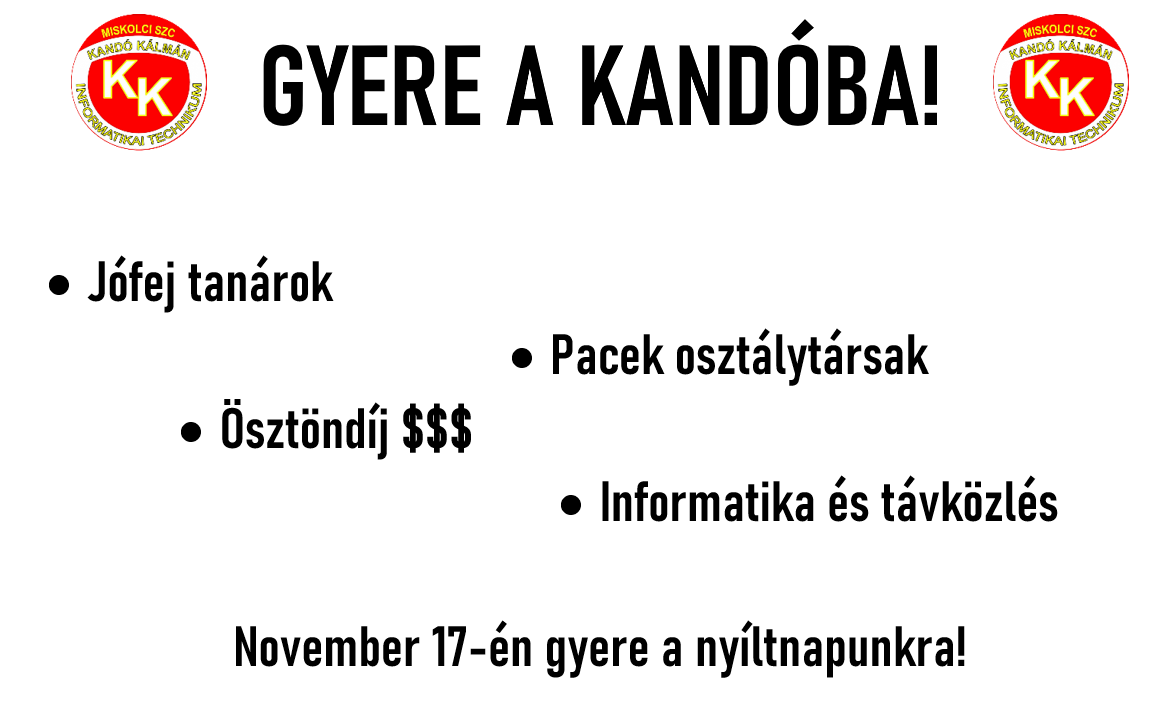 MISKOLCI SZC
KANDÓ KÁLMÁN
KK
INFORMATIKAI TECHNIKUM
GYERE A KANDÓBA!
MISKOLCI SZC
KANDÓ KÁLMÁN
KK
INFORMATIKAI TECHNIKUM
• Jófej tanárok
• Pacek osztálytársak
• Ösztöndíj $$$
• Informatika és távközlés
November 17-én gyere a nyíltnapunkra!